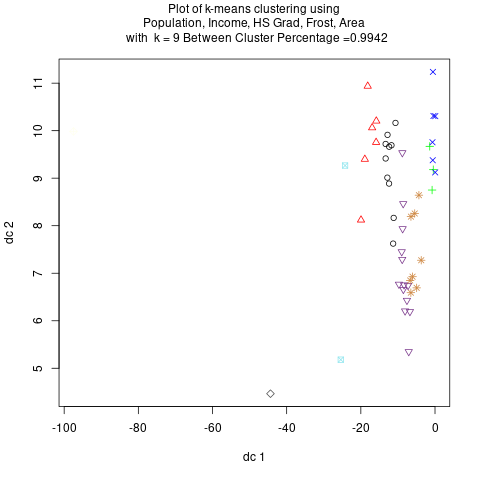 Plot of k-means clustering using
Population, Income, HS Grad, Frost, Area
with  k = 9 Between Cluster Percentage =0.9942
11
10
9
8
7
6
5
dc 2
-100
-80
-60
-40
-20
0
dc 1